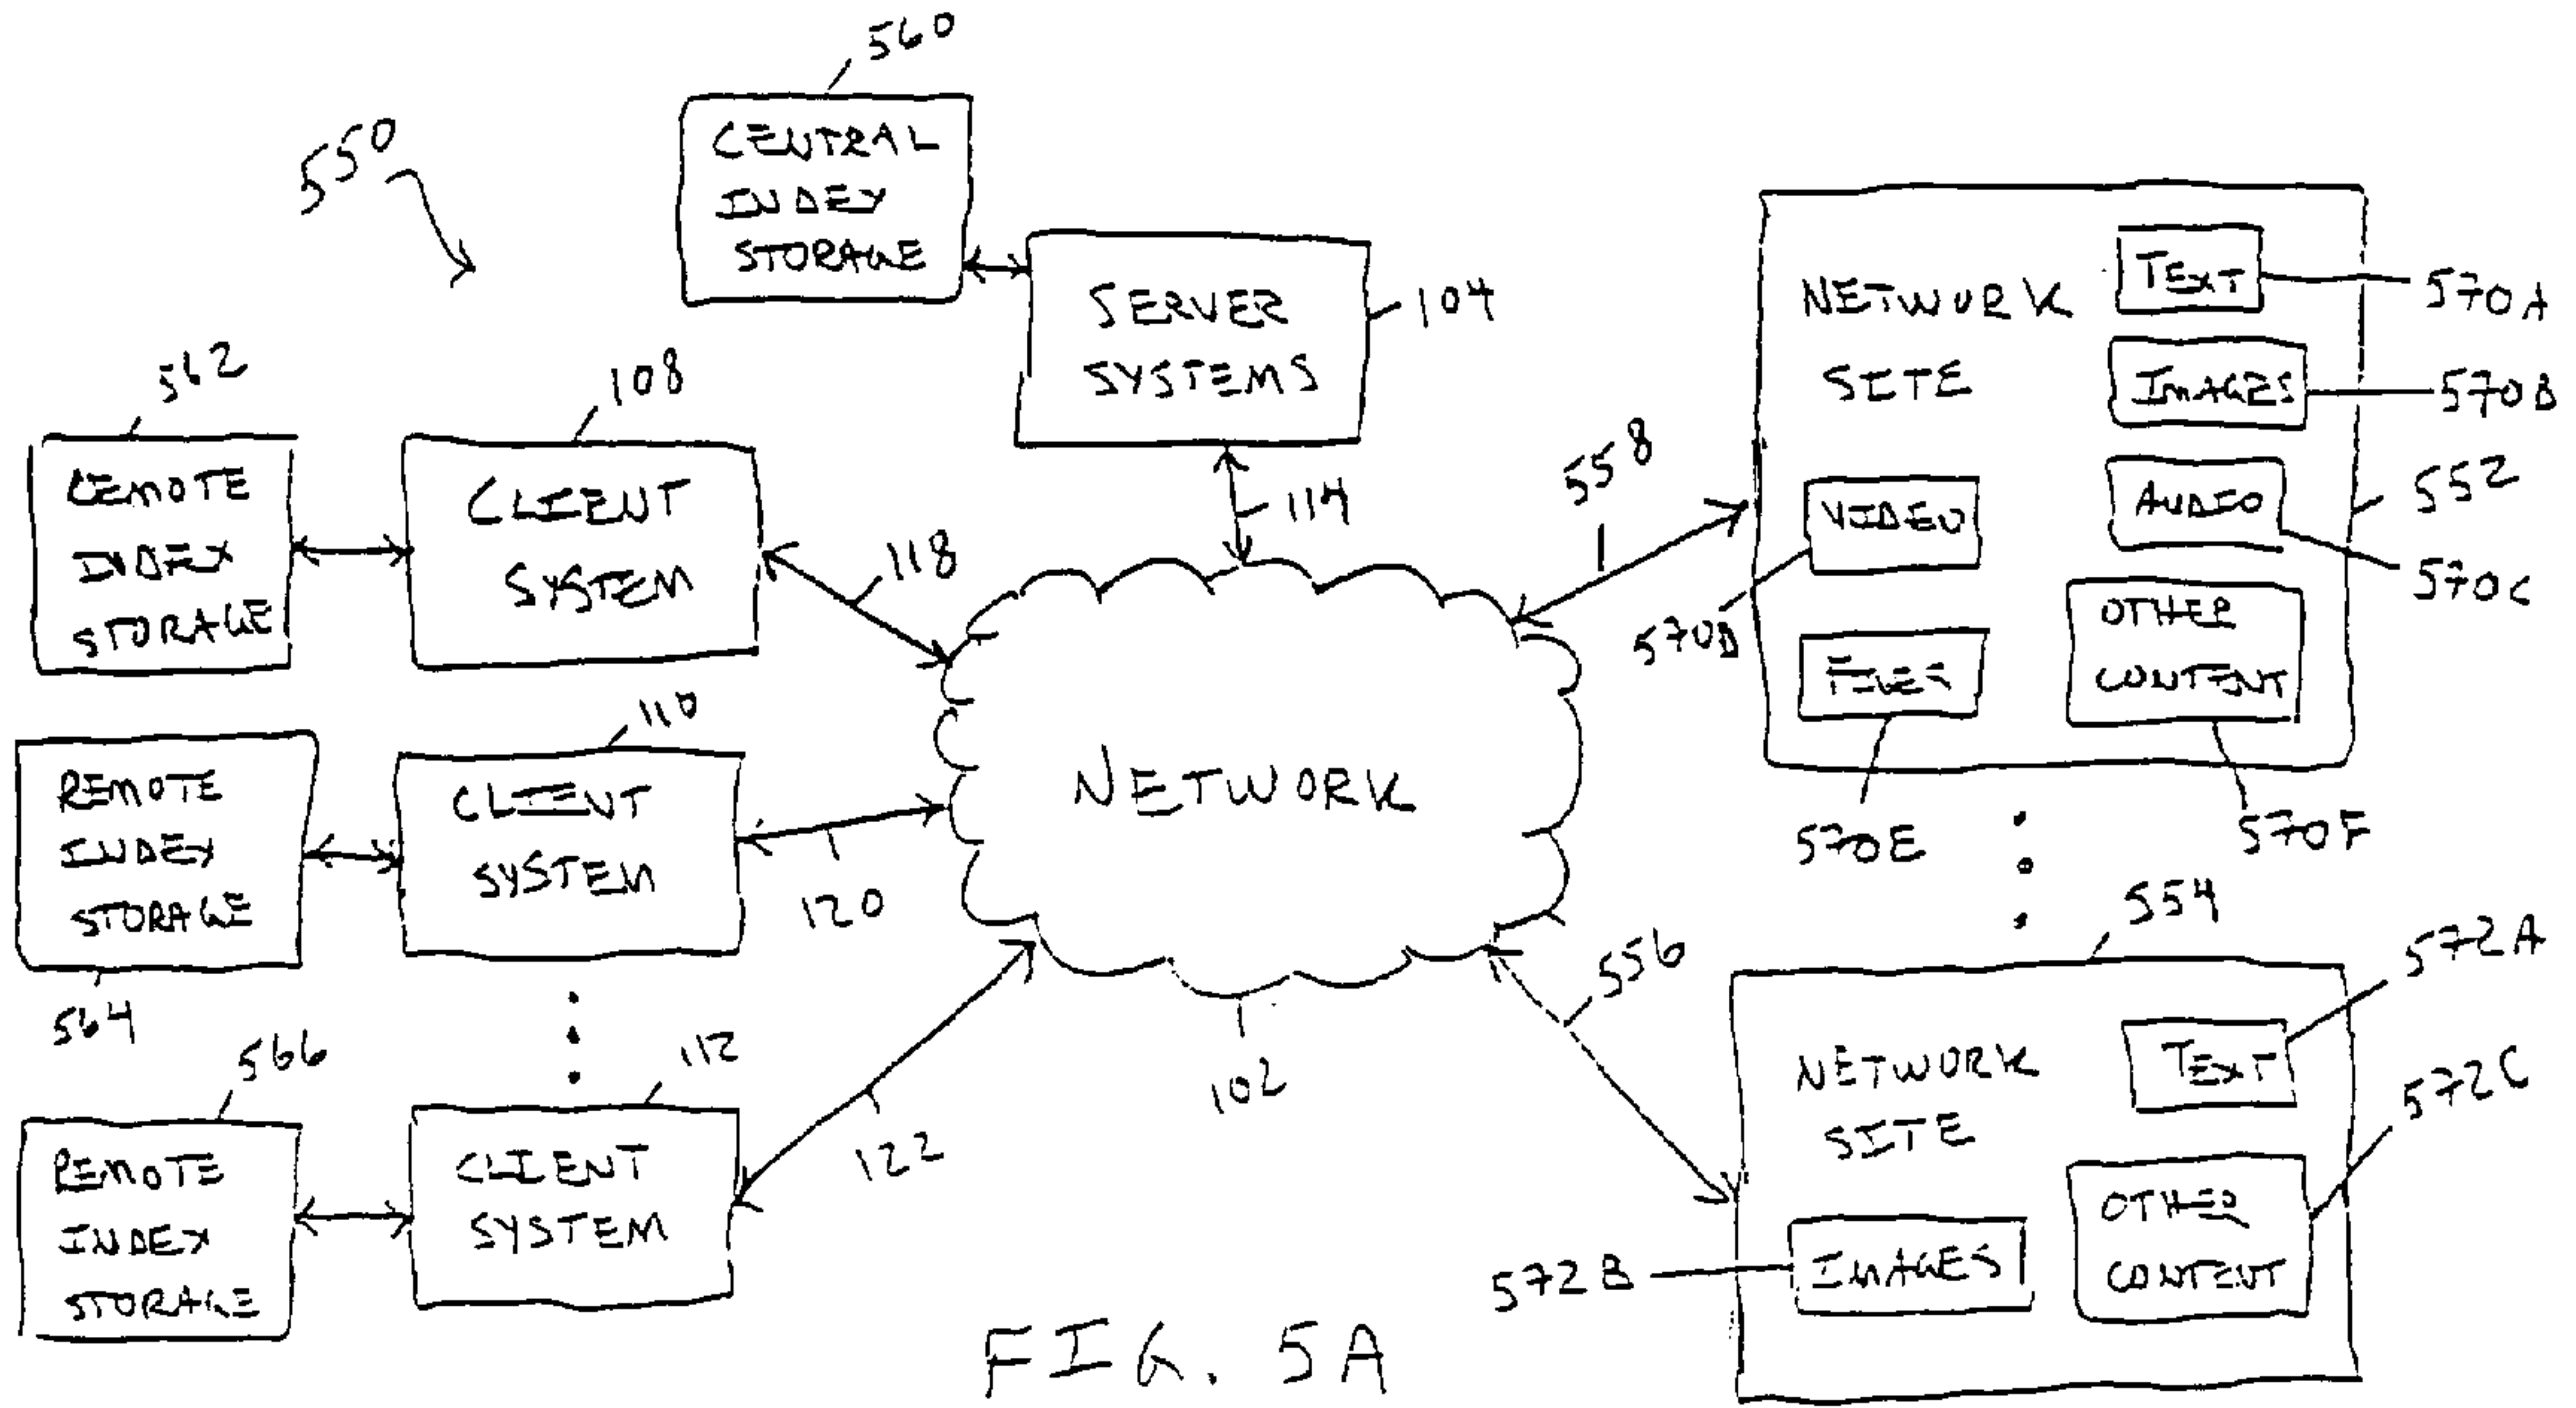 560
550
CENTRAL
INDEX
STORAGE
SERVER
SYSTEMS
104
562
108
REMOTE
INDEX
STORAGE
CLIENT
SYSTEM
118
114
558
NETWORK
SITE
TEXT
570A
IMAGES
570B
AUDIO
552
570C
VIDEO
570D
FILES
OTHER
CONTENT
570E
570F
110
REMOTE
INDEX
STORAGE
564
CLIENT
SYSTEM
120
NETWORK
102
566
112
REMOTE
INDEX
STORAGE
CLIENT
SYSTEM
122
556
554
572A
NETWORK
SITE
TEXT
572C
572B
IMAGES
OTHER
CONTENT
FIG. 5A